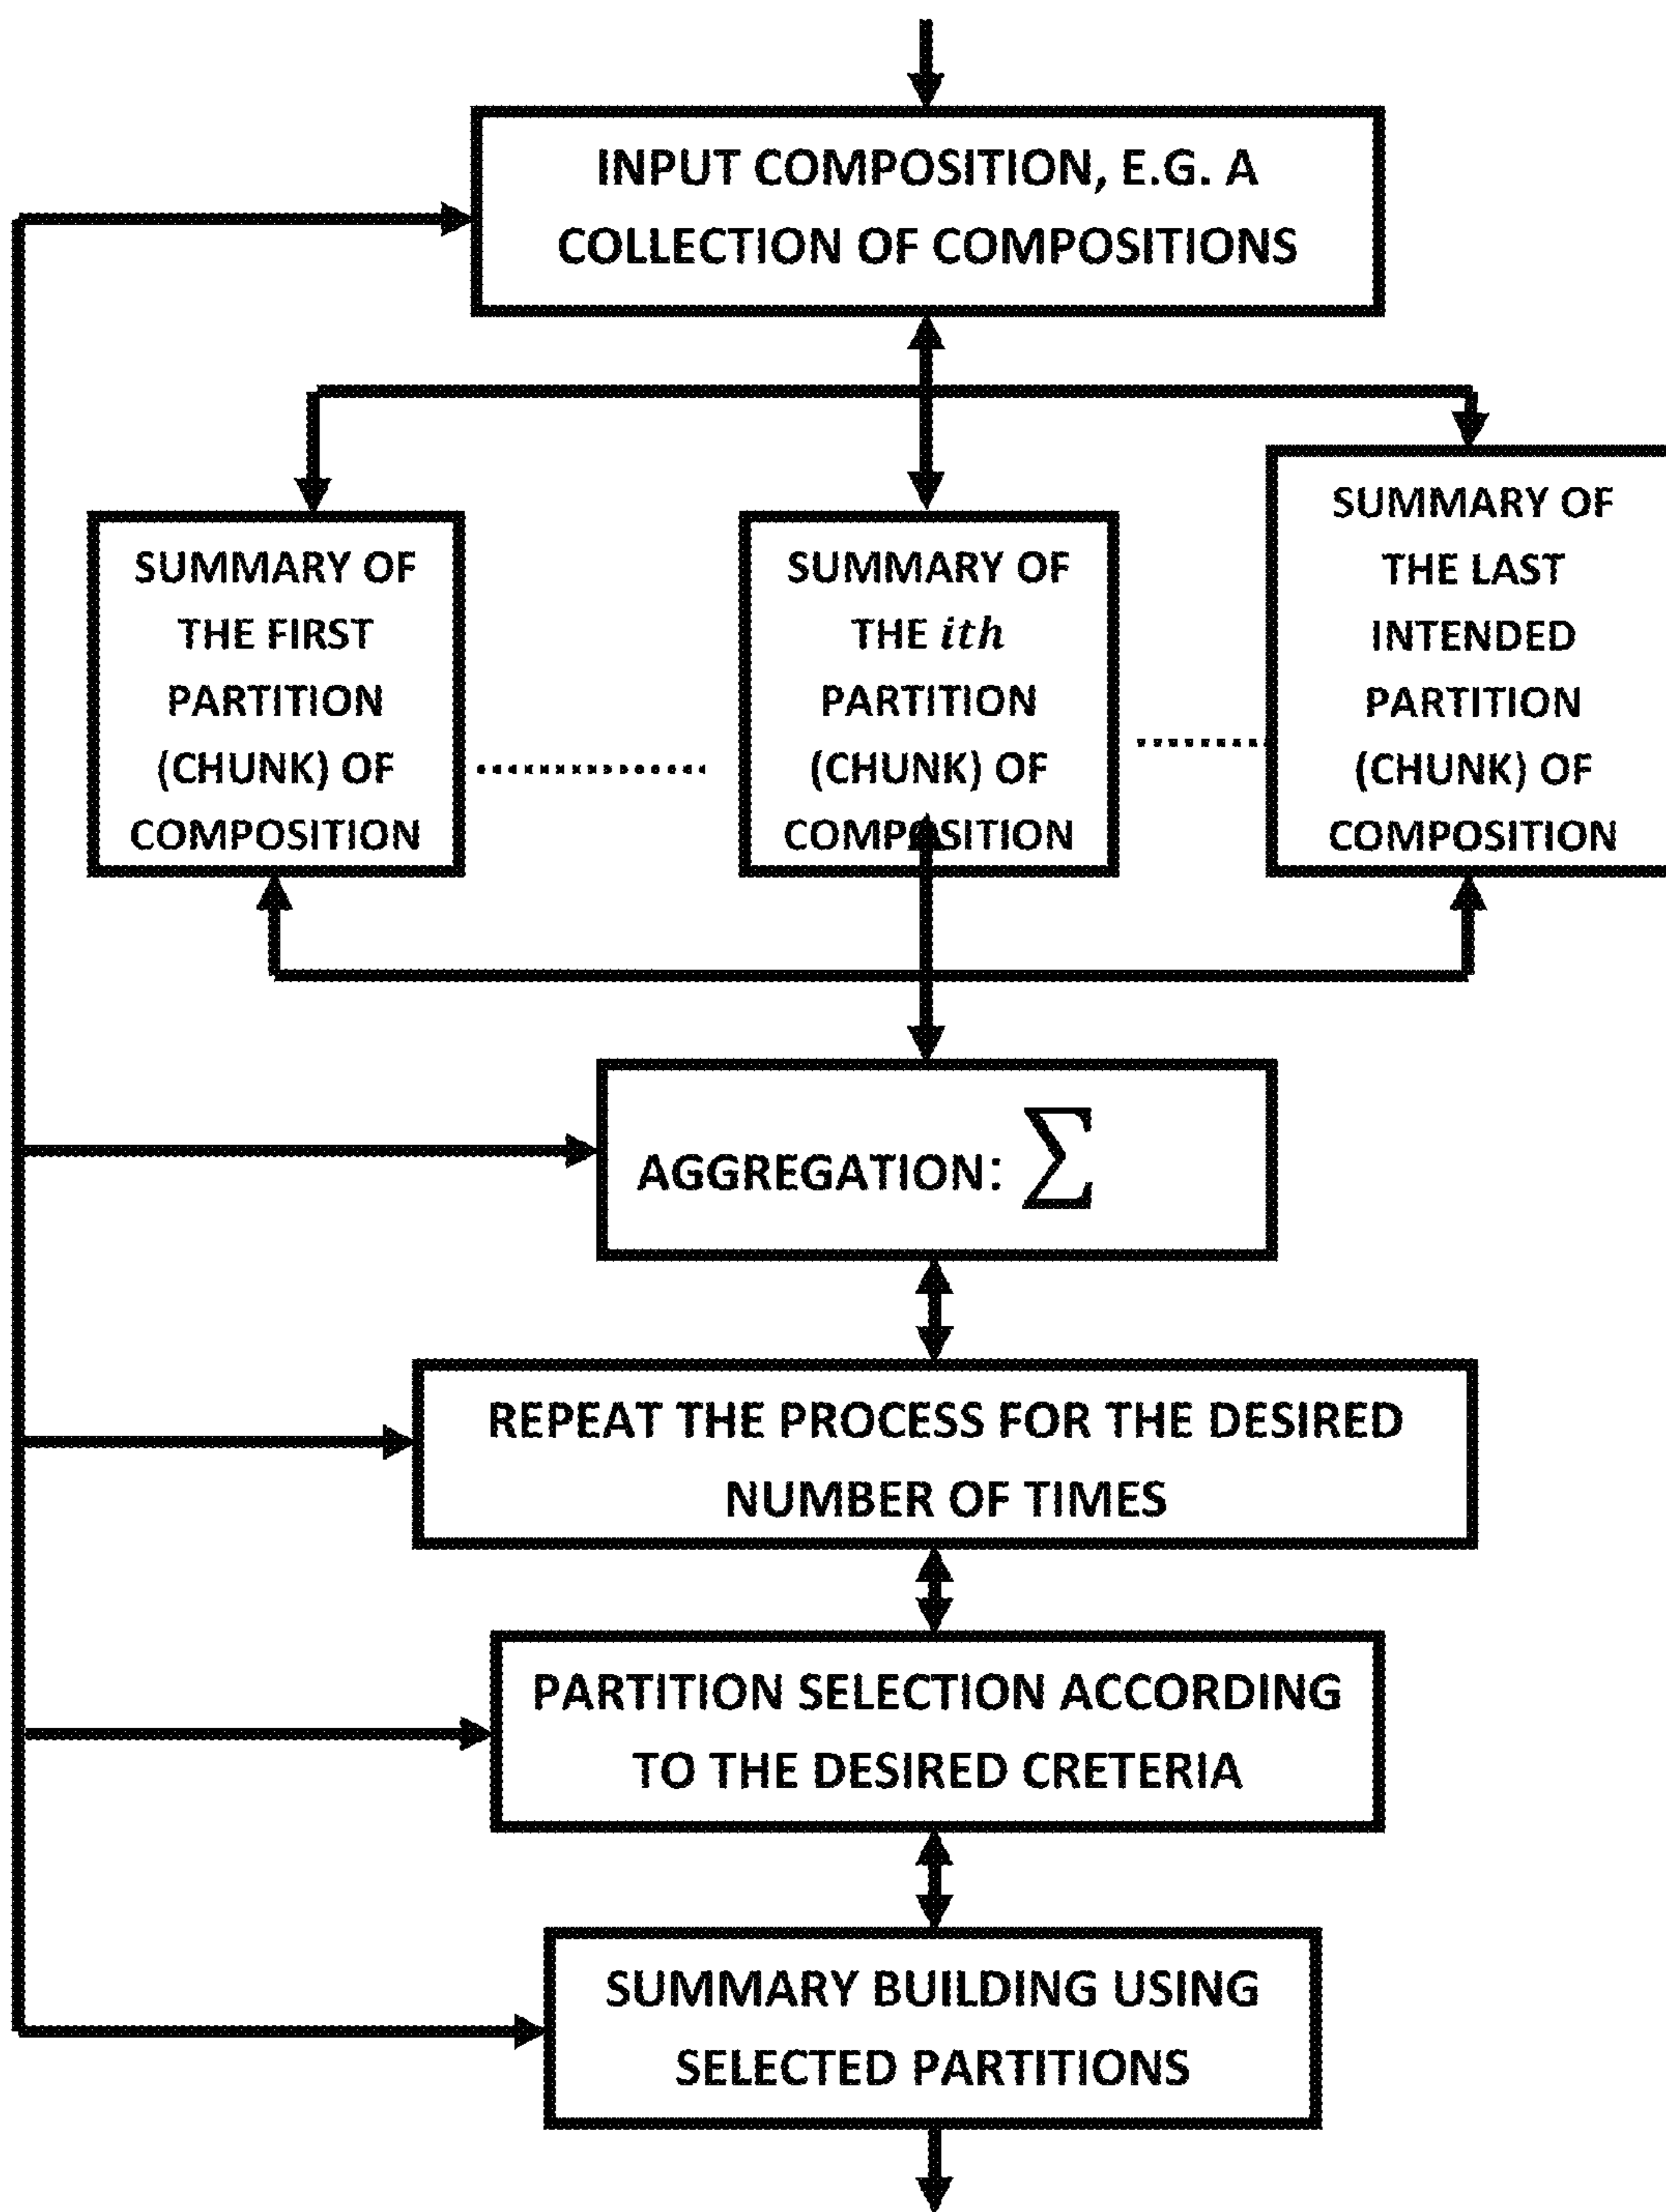 INPUT COMPOSITION, E.G. A
COLLECTION OF COMPOSITIONS
SUMMARY OF
THE FIRST
PARTITION
(CHUNK) OF
COMPOSITION
SUMMARY OF
THE ith
PARTITION
(CHUNK) OF
COMPOSITION
SUMMARY OF
THE LAST
INTENDED
PARTITION
(CHUNK) OF
COMPOSITION
AGGREGATION: ∑
REPEAT THE PROCESS FOR THE DESIRED
NUMBER OF TIMES
PARTITION SELECTION ACCORDING
TO THE DESIRED CRETERIA
SUMMARY BUILDING USING
SELECTED PARTITIONS